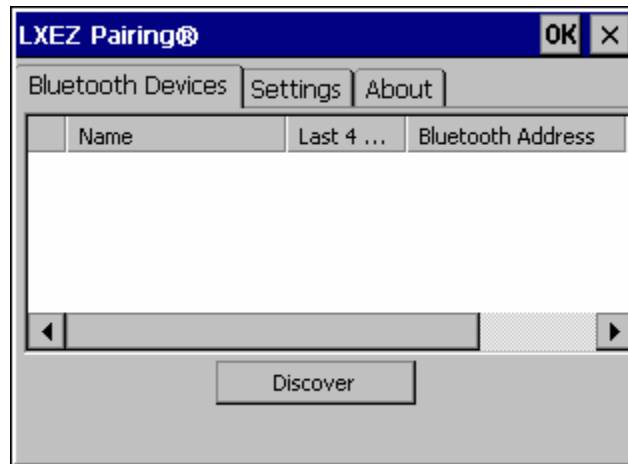 LXEZ Pairing® OK ×
Bluetooth Devices Settings About
Name Last 4 ... Bluetooth Address
Discover